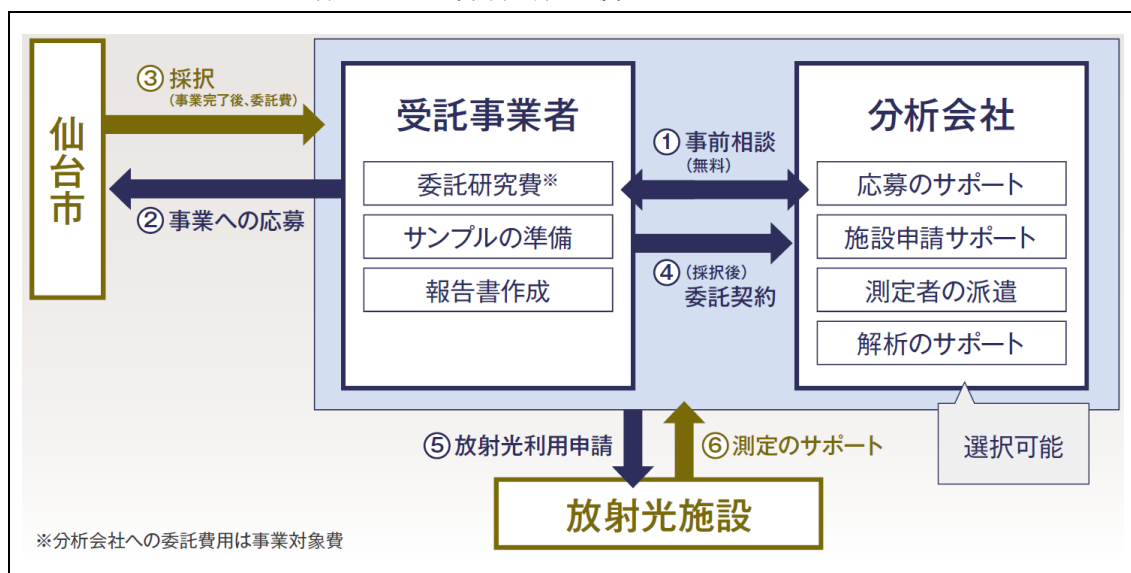 仙台市
③採択
(事業完了後、委託費)
②事業への応募
受託事業者
委託研究費※
サンプルの準備
報告書作成
①事前相談
(無料)
④(採択後)
委託契約
分析会社
応募のサポート
施設申請サポート
測定者の派遣
解析のサポート
選択可能
⑤放射光利用申請
⑥測定のサポート
放射光施設
※分析会社への委託費用は事業対象費